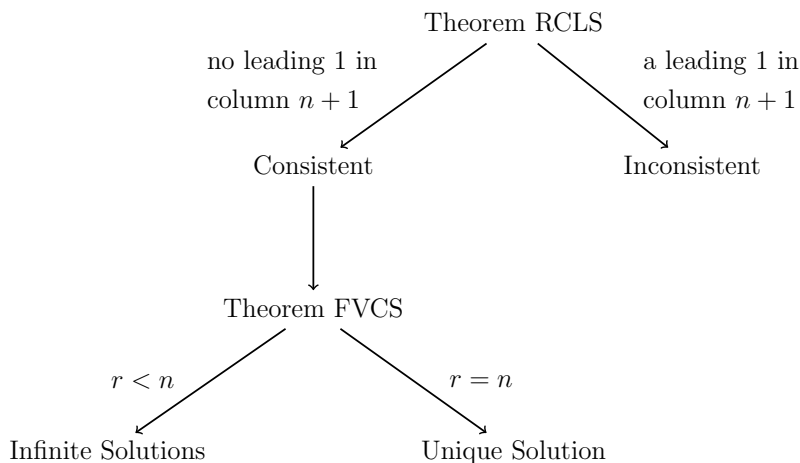 Theorem RCLS
no leading 1 in
column n + 1
a leading 1 in
column n + 1
Consistent
Inconsistent
Theorem FVCS
r < n
r = n
Infinite Solutions
Unique Solution